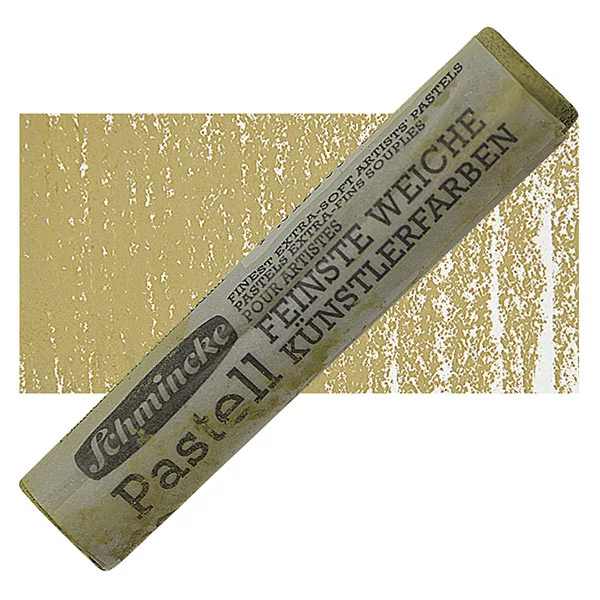 FINEST EXTRA-SOFT ARTISTS' PASTELS
PASTELS EXTRA-FINS SOUPLES
POUR ARTISTES
FEINSTE WEICHE
KÜNSTLERFARBEN
Schmincke
Pastell